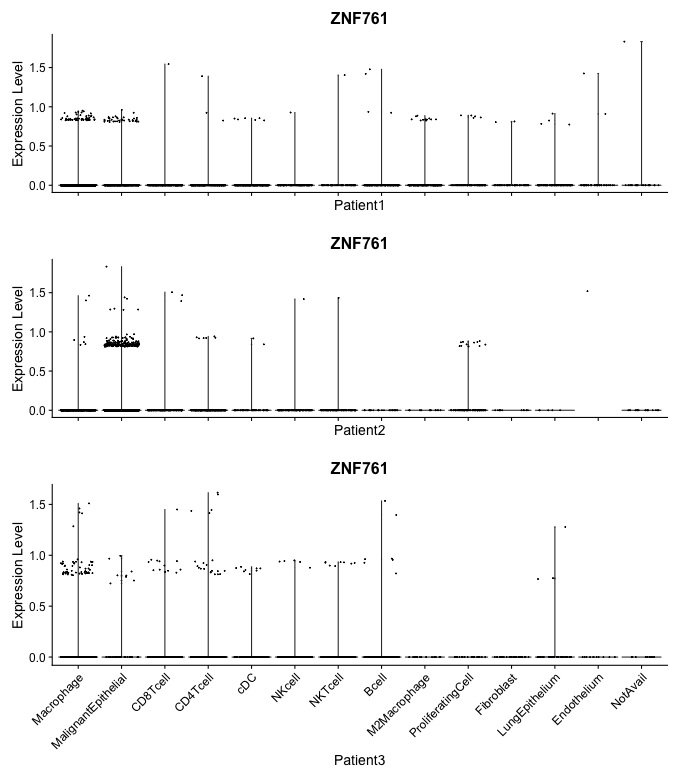 ZNF761
Expression Level
1.5
1.0
0.5
0.0
Patient1
ZNF761
Expression Level
1.5
1.0
0.5
0.0
Patient2
ZNF761
Expression Level
1.5
1.0
0.5
0.0
Macrophage
MalignantEpithelial
CD8Tcell
CD4Tcell
cDC
NKcell
NKTcell
Bcell
M2Macrophage
ProliferatingCell
Fibroblast
LungEpithelium
Endothelium
NotAvail
Patient3